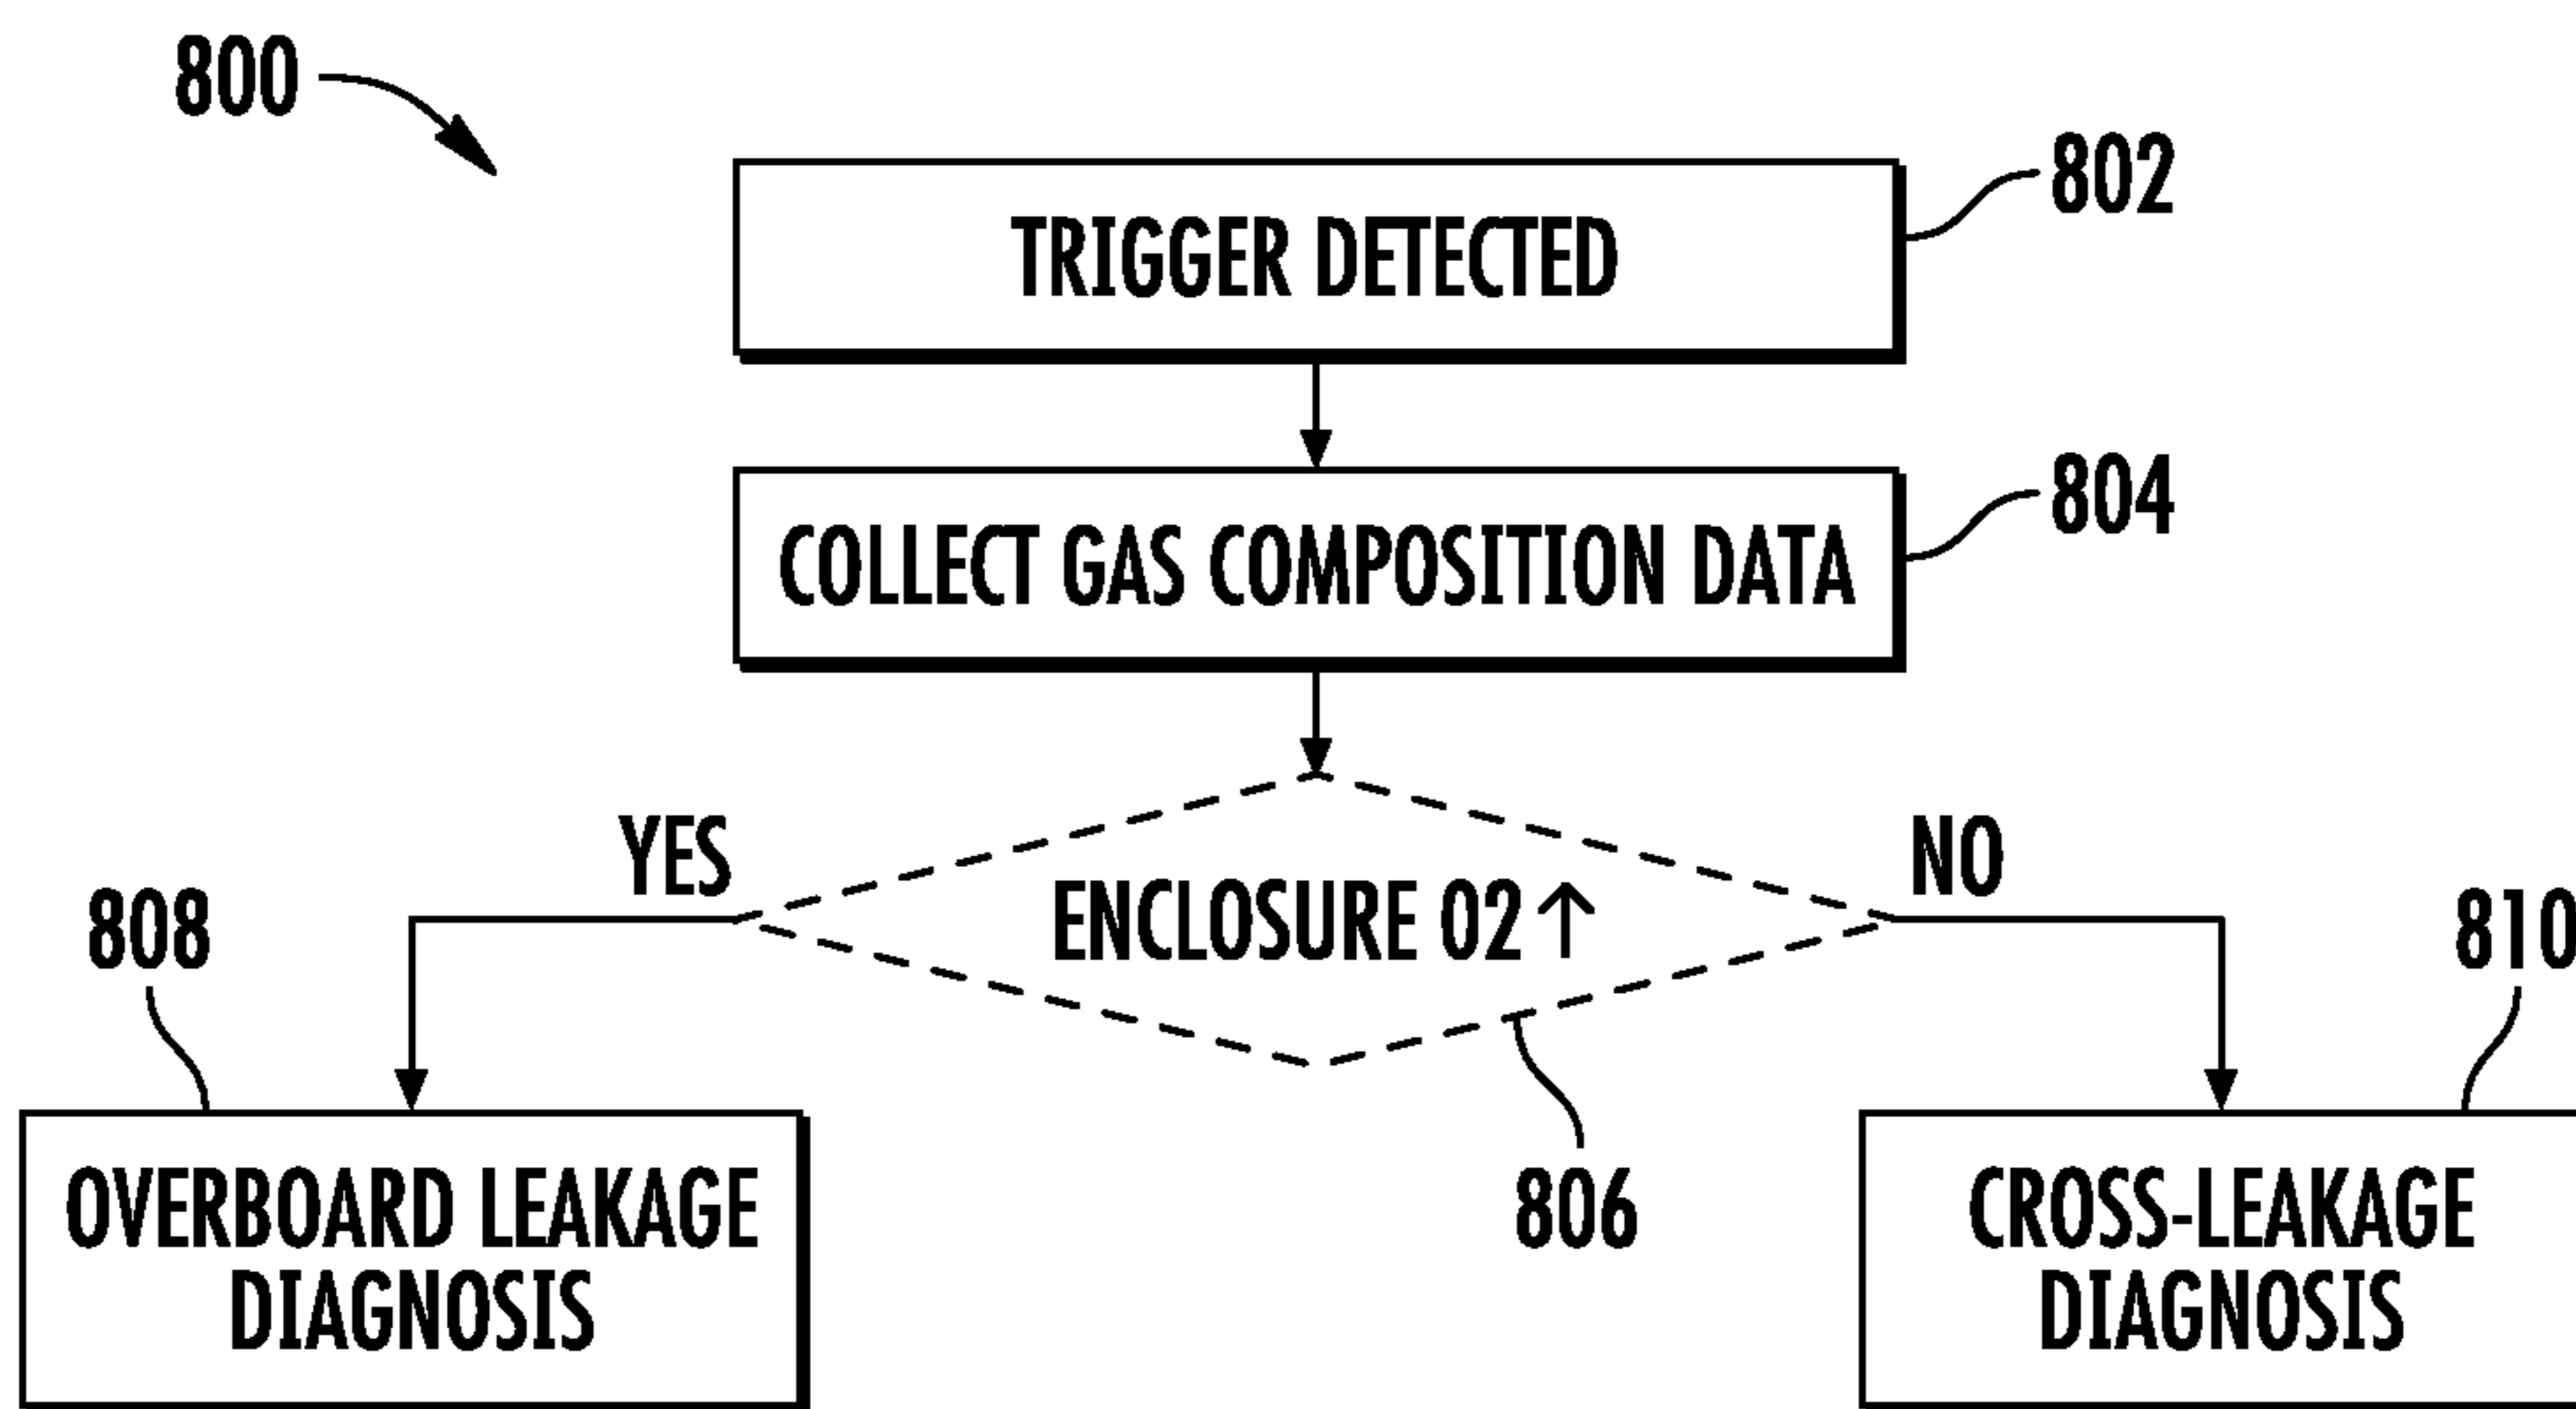 800
TRIGGER DETECTED
802
COLLECT GAS COMPOSITION DATA
804
YES
ENCLOSURE 02↑
NO
808
810
806
OVERBOARD LEAKAGE
DIAGNOSIS
CROSS-LEAKAGE
DIAGNOSIS